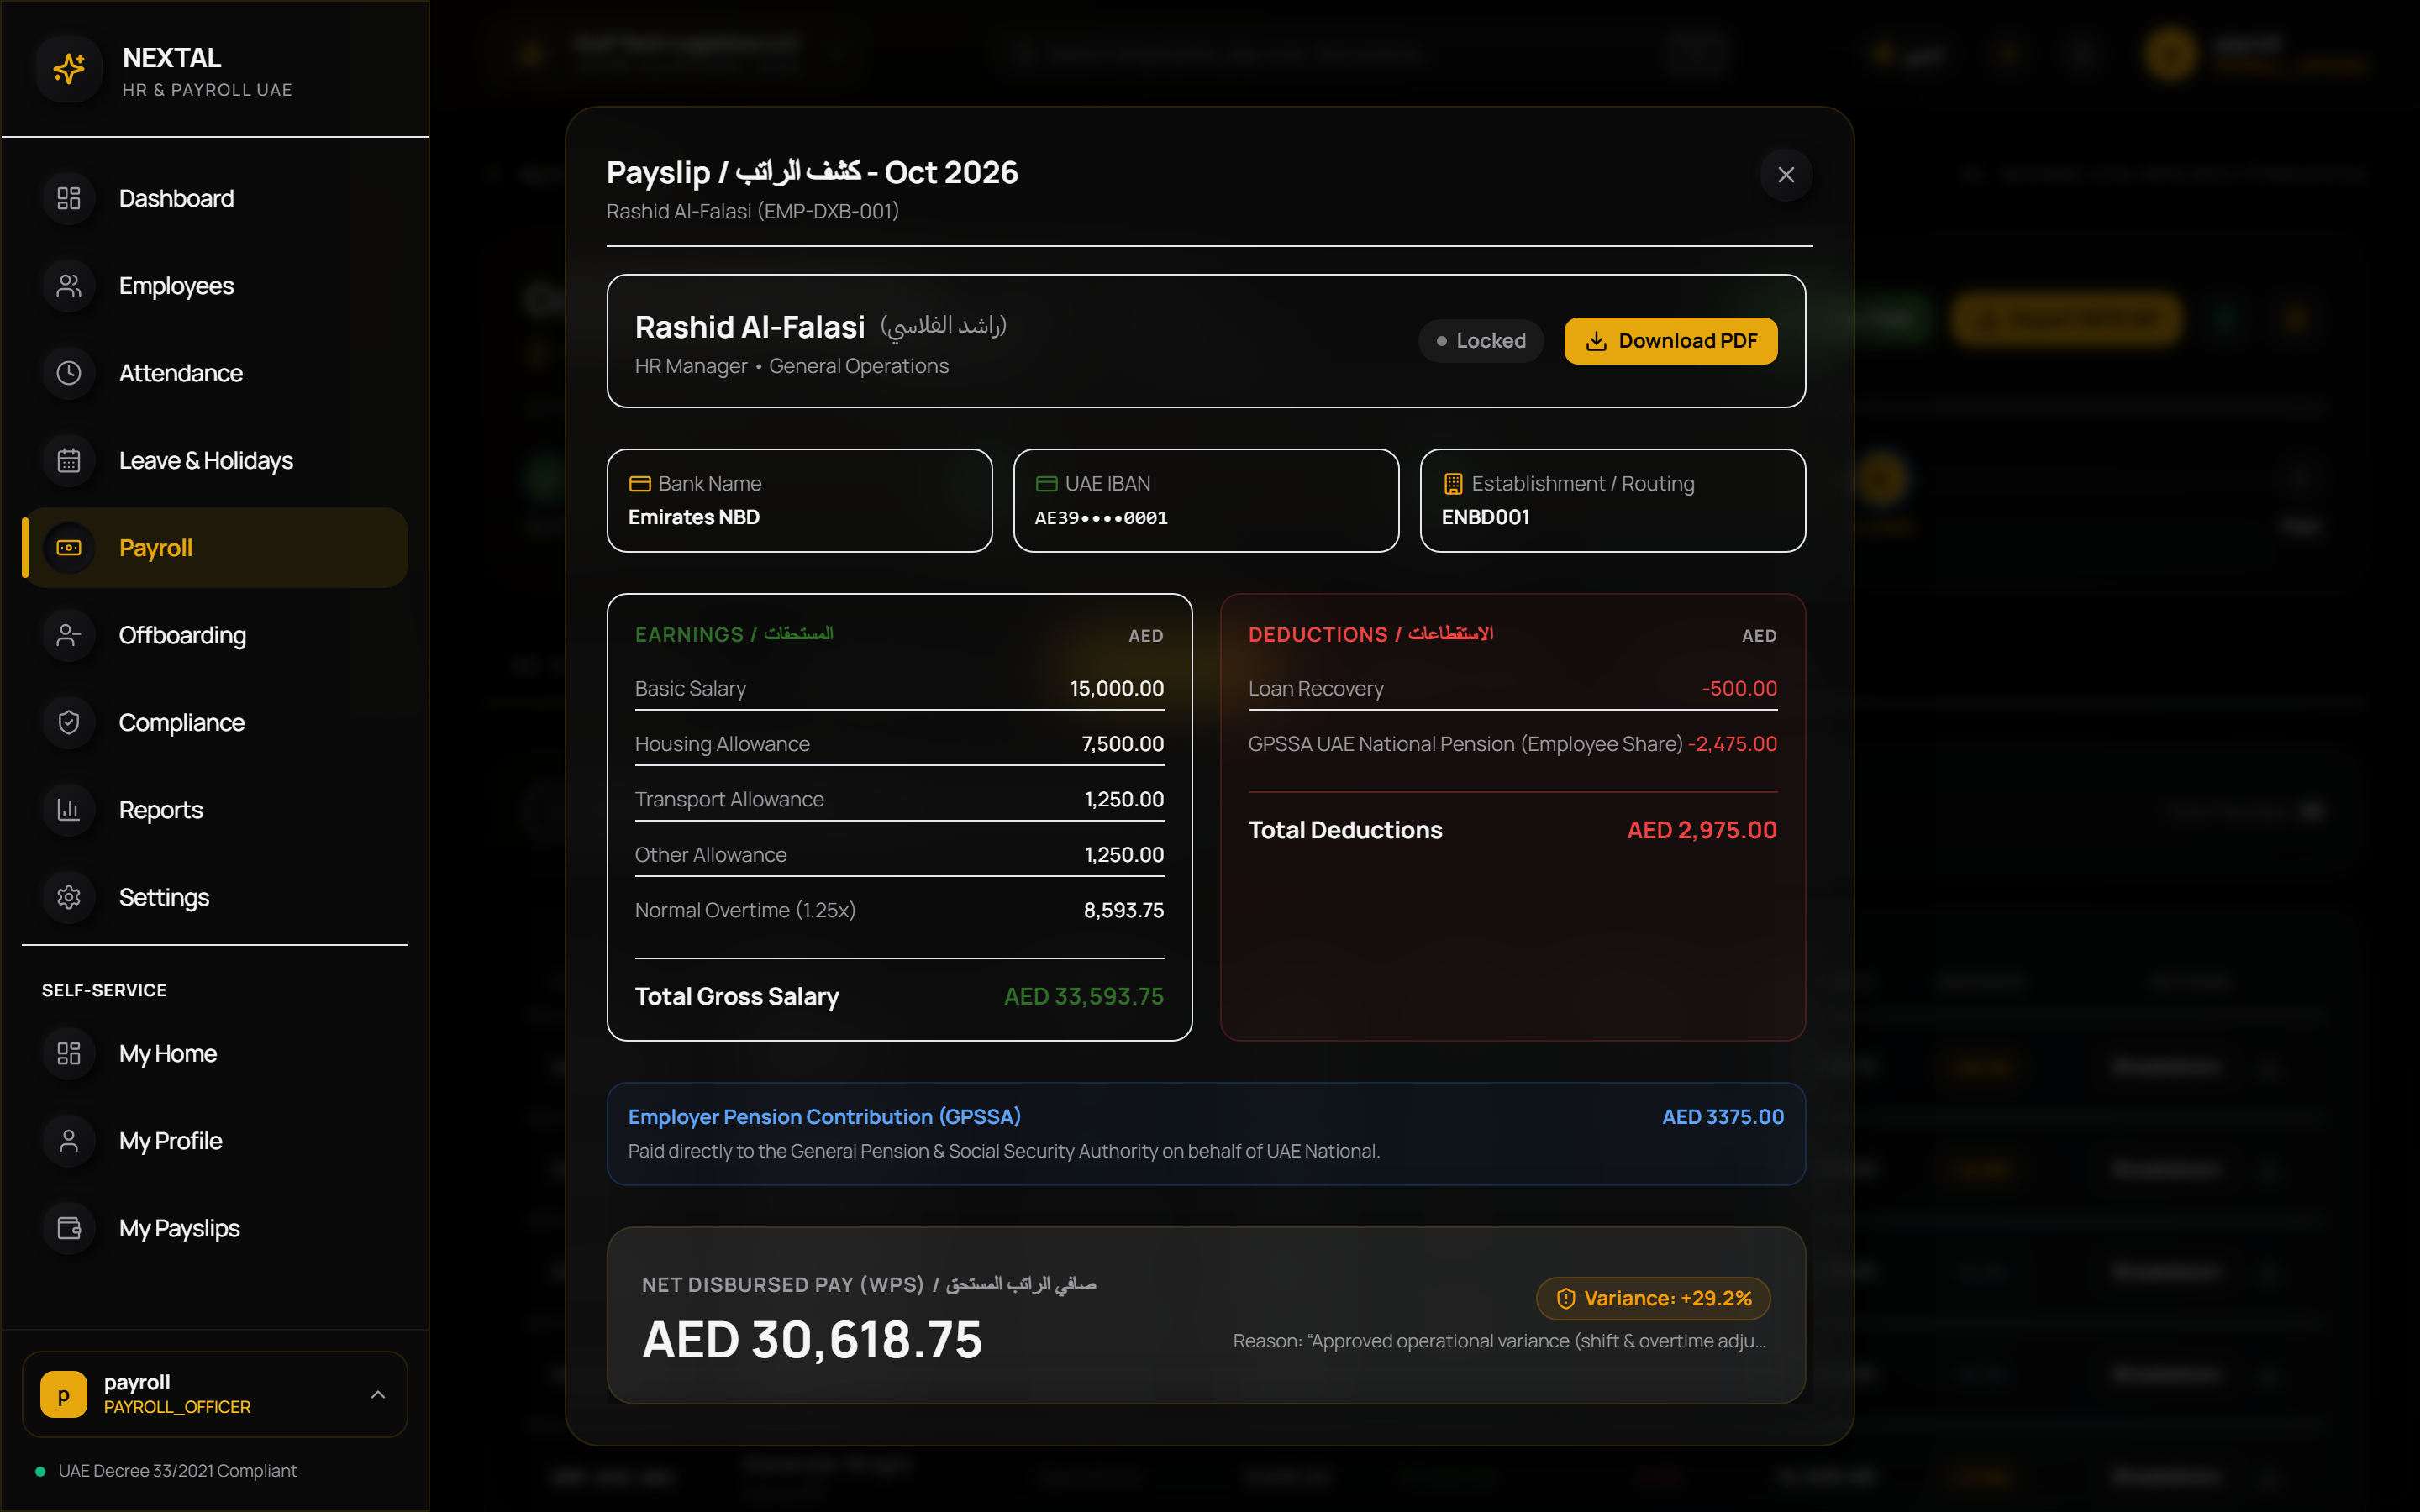 NEXTAL
HR & PAYROLL UAE
Dashboard
Employees
Attendance
Leave & Holidays
Payroll
Offboarding
Compliance
Reports
Settings
SELF-SERVICE
My Home
My Profile
My Payslips
p
payroll
PAYROLL_OFFICER
UAE Decree 33/2021 Compliant
Payslip / كشف الراتب - Oct 2026
Rashid Al-Falasi (EMP-DXB-001)
Rashid Al-Falasi (راشد الفلاسي)
HR Manager • General Operations
Locked
Download PDF
Bank Name
Emirates NBD
UAE IBAN
AE39••••0001
Establishment / Routing
ENBD001
EARNINGS / المستحقات AED
Basic Salary 15,000.00
Housing Allowance 7,500.00
Transport Allowance 1,250.00
Other Allowance 1,250.00
Normal Overtime (1.25x) 8,593.75
Total Gross Salary AED 33,593.75
DEDUCTIONS / الاستقطاعات AED
Loan Recovery -500.00
GPSSA UAE National Pension (Employee Share) -2,475.00
Total Deductions AED 2,975.00
Employer Pension Contribution (GPSSA) AED 3375.00
Paid directly to the General Pension & Social Security Authority on behalf of UAE National.
NET DISBURSED PAY (WPS) / صافي الراتب المستحق
AED 30,618.75
Variance: +29.2%
Reason: “Approved operational variance (shift & overtime adju...